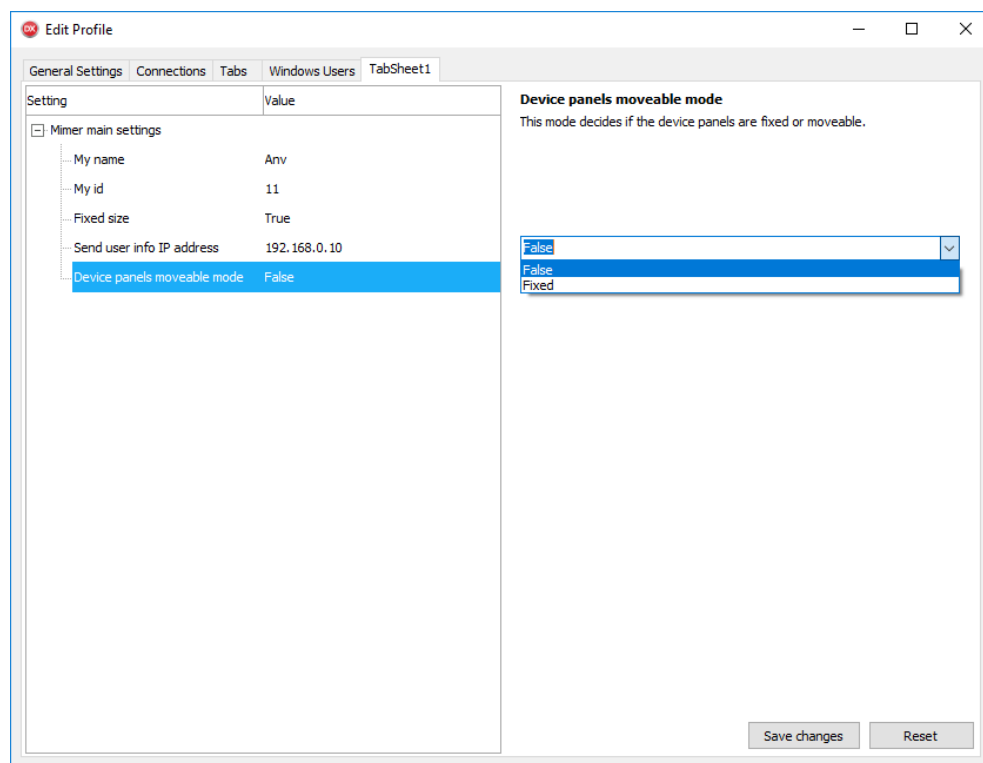 DX Edit Profile
General Settings Connections Tabs Windows Users TabSheet1
Setting Value
Mimer main settings
My name Anv
My id 11
Fixed size True
Send user info IP address 192.168.0.10
Device panels moveable mode False
Device panels moveable mode
This mode decides if the device panels are fixed or moveable.
False
False
Fixed
Save changes Reset